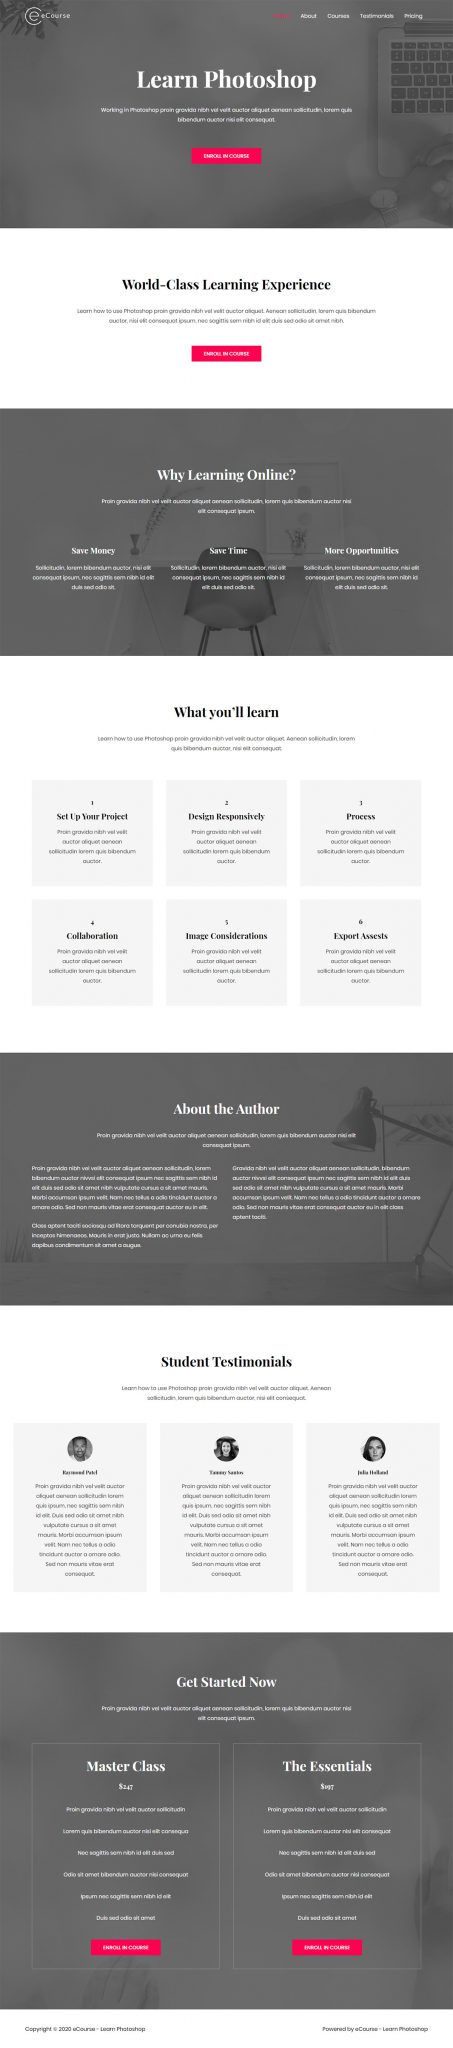 eCourse
Home About Courses Testimonials Pricing
Learn Photoshop
Working in Photoshop proin gravida nibh vel velit auctor aliquet aenean sollicitudin, lorem quis
bibendum auctor nisi elit consequat.
ENROLL IN COURSE
World-Class Learning Experience
Learn how to use Photoshop proin gravida nibh vel velit auctor aliquet. Aenean sollicitudin, lorem quis bibendum
auctor, nisi elit consequat ipsum, nec sagittis sem nibh id elit duis sed odio sit amet nibh.
ENROLL IN COURSE
Why Learning Online?
Proin gravida nibh vel velit auctor aliquet aenean sollicitudin, lorem quis bibendum auctor nisi
elit consequat ipsum.
Save Money
Sollicitudin, lorem bibendum auctor, nisi elit
consequat ipsum, nec sagittis sem nibh id elit
duis sed odio sit.
Save Time
Sollicitudin, lorem bibendum auctor, nisi elit
consequat ipsum, nec sagittis sem nibh id
elit duis sed odio sit.
More Opportunities
Sollicitudin, lorem bibendum auctor, nisi elit
consequat ipsum, nec sagittis sem nibh id
elit duis sed odio sit.
What you’ll learn
Learn how to use Photoshop proin gravida nibh vel velit auctor aliquet. Aenean sollicitudin, lorem
quis bibendum auctor, nisi elit consequat.
1
Set Up Your Project
Proin gravida nibh vel velit
auctor aliquet aenean
sollicitudin lorem quis bibendum
auctor.
2
Design Responsively
Proin gravida nibh vel velit
auctor aliquet aenean
sollicitudin lorem quis bibendum
auctor.
3
Process
Proin gravida nibh vel velit
auctor aliquet aenean
sollicitudin lorem quis bibendum
auctor.
4
Collaboration
Proin gravida nibh vel velit
auctor aliquet aenean
sollicitudin lorem quis bibendum
auctor.
5
Image Considerations
Proin gravida nibh vel velit
auctor aliquet aenean
sollicitudin lorem quis bibendum
auctor.
6
Export Assests
Proin gravida nibh vel velit
auctor aliquet aenean
sollicitudin lorem quis bibendum
auctor.
About the Author
Proin gravida nibh vel velit auctor aliquet aenean sollicitudin, lorem quis bibendum auctor nisi elit
consequat ipsum.
Proin gravida nibh vel velit auctor aliquet aenean sollicitudin, lorem
bibendum auctor nivvsi elit consequat ipsum nec sagittis sem nibh id
elit duis sed odio sit amet nibh vulputate cursus a sit amet mauris.
Morbi accumsan ipsum velit. Nam nec tellus a odio tincidunt auctor a
ornare odio. Sed non mauris vitae erat consequat auctor eu in elit.
Class aptent taciti sociosqu ad litora torquent per conubia nostra, per
inceptos himenaeos. Mauris in erat justo. Nullam ac urna eu felis
dapibus condimentum sit amet a augue.
Gravida nibh vel velit auctor aliquet aenean sollicitudin, lorem bibendum
auctor nivvsi elit consequat ipsum nec sagittis sem nibh id elit duis
sed odio sit amet nibh vulputate cursus a sit amet mauris. Morbi
accumsan ipsum velit. Nam nec tellus a odio tincidunt auctor a ornare
odio. Sed non mauris vitae erat consequat auctor eu in elit class
aptent taciti.
Student Testimonials
Learn how to use Photoshop proin gravida nibh vel velit auctor aliquet. Aenean
sollicitudin, lorem quis bibendum auctor, nisi elit consequat.
Raymond Patel
Proin gravida nibh vel velit auctor
aliquet aenean sollicitudin lorem
quis ipsum, nec sagittis sem nibh
id elit. Duis sed odio sit amet nibh
vulputate cursus a sit amet
mauris. Morbi accumsan ipsum
velit. Nam nec tellus a odio
tincidunt auctor a ornare odio.
Sed non mauris vitae erat
consequat.
Tammy Santos
Proin gravida nibh vel velit auctor
aliquet aenean sollicitudin lorem
quis ipsum, nec sagittis sem nibh
id elit. Duis sed odio sit amet nibh
vulputate cursus a sit amet
mauris. Morbi accumsan ipsum
velit. Nam nec tellus a odio
tincidunt auctor a ornare odio.
Sed non mauris vitae erat
consequat.
Julia Holland
Proin gravida nibh vel velit auctor
aliquet aenean sollicitudin lorem
quis ipsum, nec sagittis sem nibh
id elit. Duis sed odio sit amet nibh
vulputate cursus a sit amet
mauris. Morbi accumsan ipsum
velit. Nam nec tellus a odio
tincidunt auctor a ornare odio.
Sed non mauris vitae erat
consequat.
Get Started Now
Proin gravida nibh vel velit auctor aliquet aenean sollicitudin, lorem quis bibendum auctor nisi
elit consequat ipsum.
Master Class
$247
Proin gravida nibh vel velit auctor sollicitudin
Lorem quis bibendum auctor nisi elit consequa
Nec sagittis sem nibh id elit duis sed
Odio sit amet bibendum auctor nisi consequat
Ipsum nec sagittis sem nibh id elit
Duis sed odio sit amet
ENROLL IN COURSE
The Essentials
$197
Proin gravida nibh vel velit auctor sollicitudin
Lorem quis bibendum auctor nisi elit consequat
Nec sagittis sem nibh id elit duis sed
Odio sit amet bibendum auctor nisi consequat
Ipsum nec sagittis sem nibh id elit
Duis sed odio sit amet
ENROLL IN COURSE
Copyright © 2020 eCourse - Learn Photoshop
Powered by eCourse - Learn Photoshop